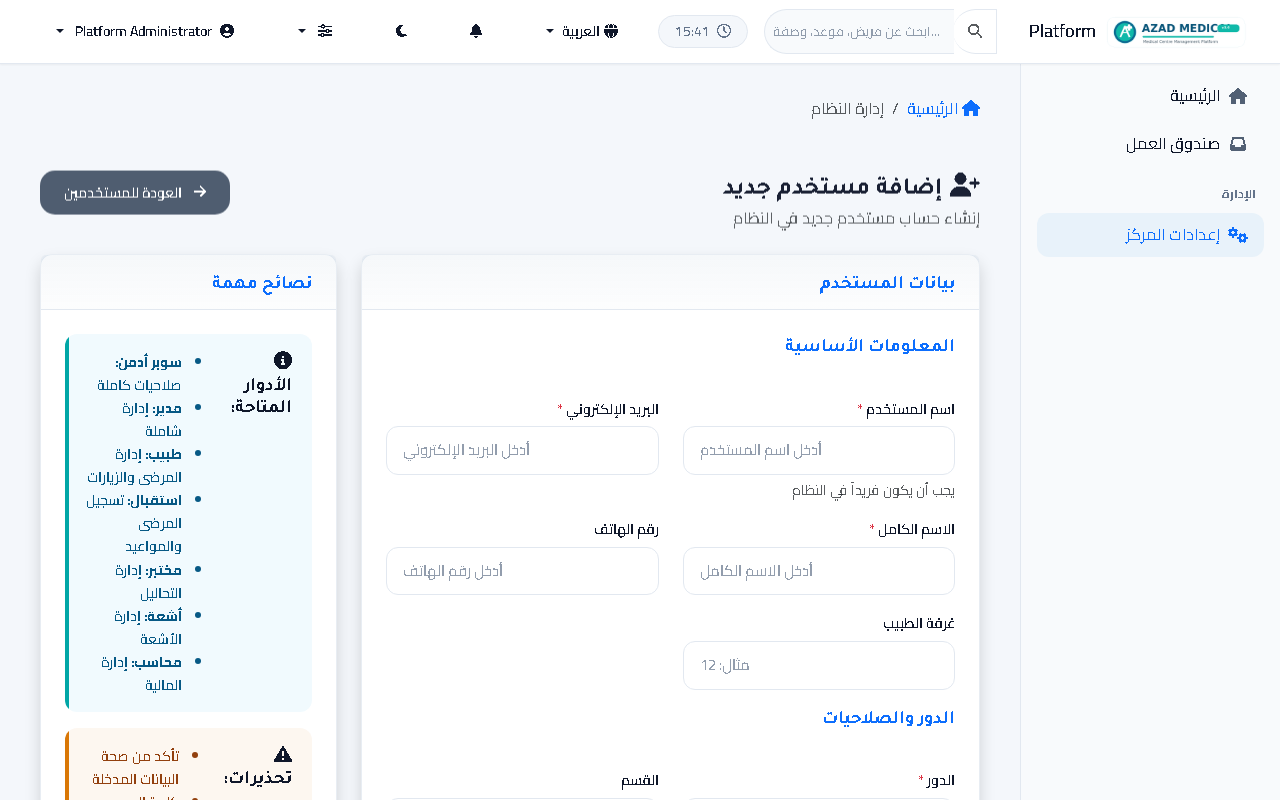 AZAD MEDIC
Medical Centre Management Platform
Platform
ابحث عن مريض، موعد، وصفة...
15:41
العربية
Platform Administrator
الرئيسية
صندوق العمل
الإدارة
إعدادات المركز
الرئيسية / إدارة النظام
إضافة مستخدم جديد
إنشاء حساب مستخدم جديد في النظام
العودة للمستخدمين
بيانات المستخدم
المعلومات الأساسية
اسم المستخدم *
أدخل اسم المستخدم
يجب أن يكون فريداً في النظام
البريد الإلكتروني *
أدخل البريد الإلكتروني
الاسم الكامل *
أدخل الاسم الكامل
رقم الهاتف
أدخل رقم الهاتف
غرفة الطبيب
مثال: 12
الدور والصلاحيات
الدور *
القسم
نصائح مهمة
الأدوار
المتاحة:
سوبر أدمن:
صلاحيات كاملة
مدير: إدارة
شاملة
طبيب: إدارة
المرضى والزيارات
استقبال: تسجيل
المرضى
والمواعيد
مختبر: إدارة
التحاليل
أشعة: إدارة
الأشعة
محاسب: إدارة
المالية
تحذيرات:
تأكد من صحة
البيانات المدخلة